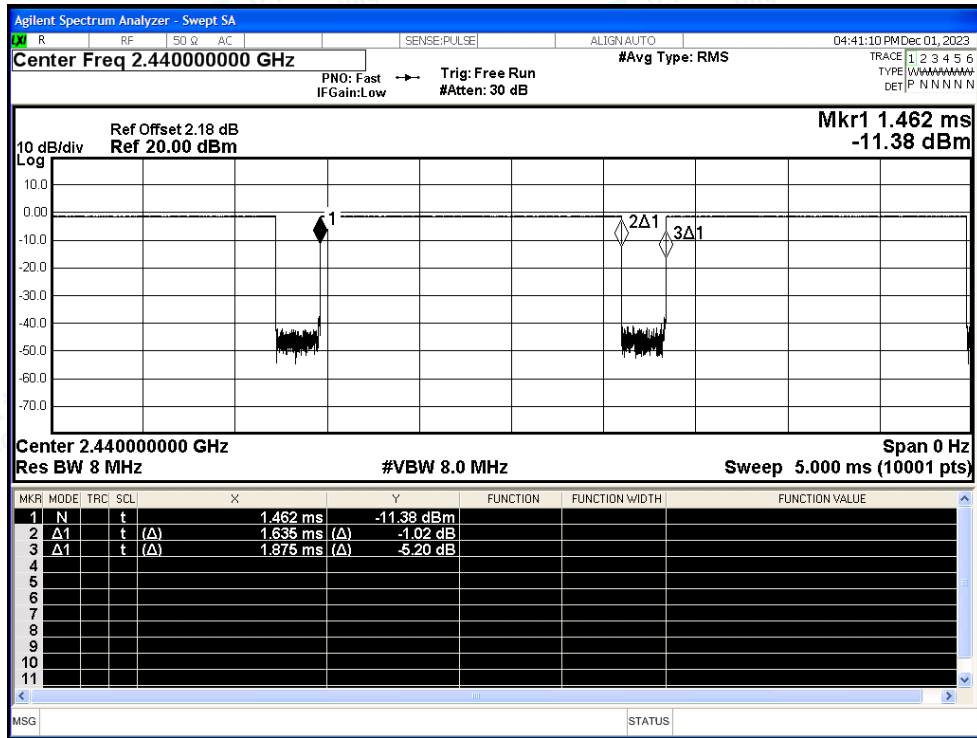 Agilent Spectrum Analyzer - Swept SA
LXI R RF 50 Ω AC SENSE:PULSE ALIGN AUTO 04:41:10 PM Dec 01, 2023
Center Freq 2.440000000 GHz #Avg Type: RMS TRACE 1 2 3 4 5 6
PNO: Fast Trig: Free Run TYPE WWWWWW
IFGain:Low #Atten: 30 dB DET P N N N N N
Mkr1 1.462 ms
Ref Offset 2.18 dB
10 dB/div Ref 20.00 dBm -11.38 dBm
Log
10.0
0.00
1
2Δ1
3Δ1
-10.0
-20.0
-30.0
-40.0
-50.0
-60.0
-70.0
Center 2.440000000 GHz Span 0 Hz
Res BW 8 MHz #VBW 8.0 MHz Sweep 5.000 ms (10001 pts)
MKR MODE TRC SCL X Y FUNCTION FUNCTION WIDTH FUNCTION VALUE
1 N t 1.462 ms -11.38 dBm
2 Δ1 t (Δ) 1.635 ms (Δ) -1.02 dB
3 Δ1 t (Δ) 1.875 ms (Δ) -5.20 dB
4
5
6
7
8
9
10
11
MSG STATUS